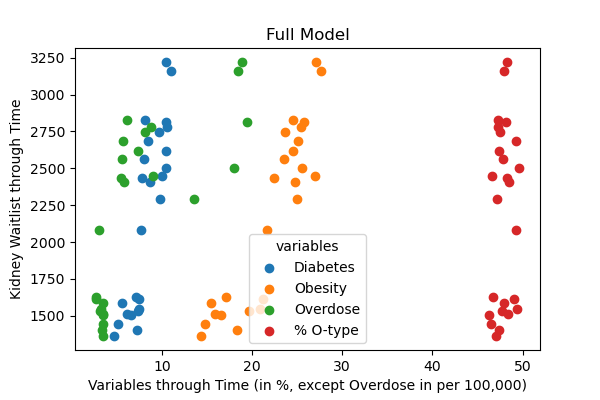 Full Model
Kidney Waitlist through Time
3250
3000
2750
2500
2250
2000
1750
1500
variables
Diabetes
Obesity
Overdose
% O-type
10
20
30
40
50
Variables through Time (in %, except Overdose in per 100,000)